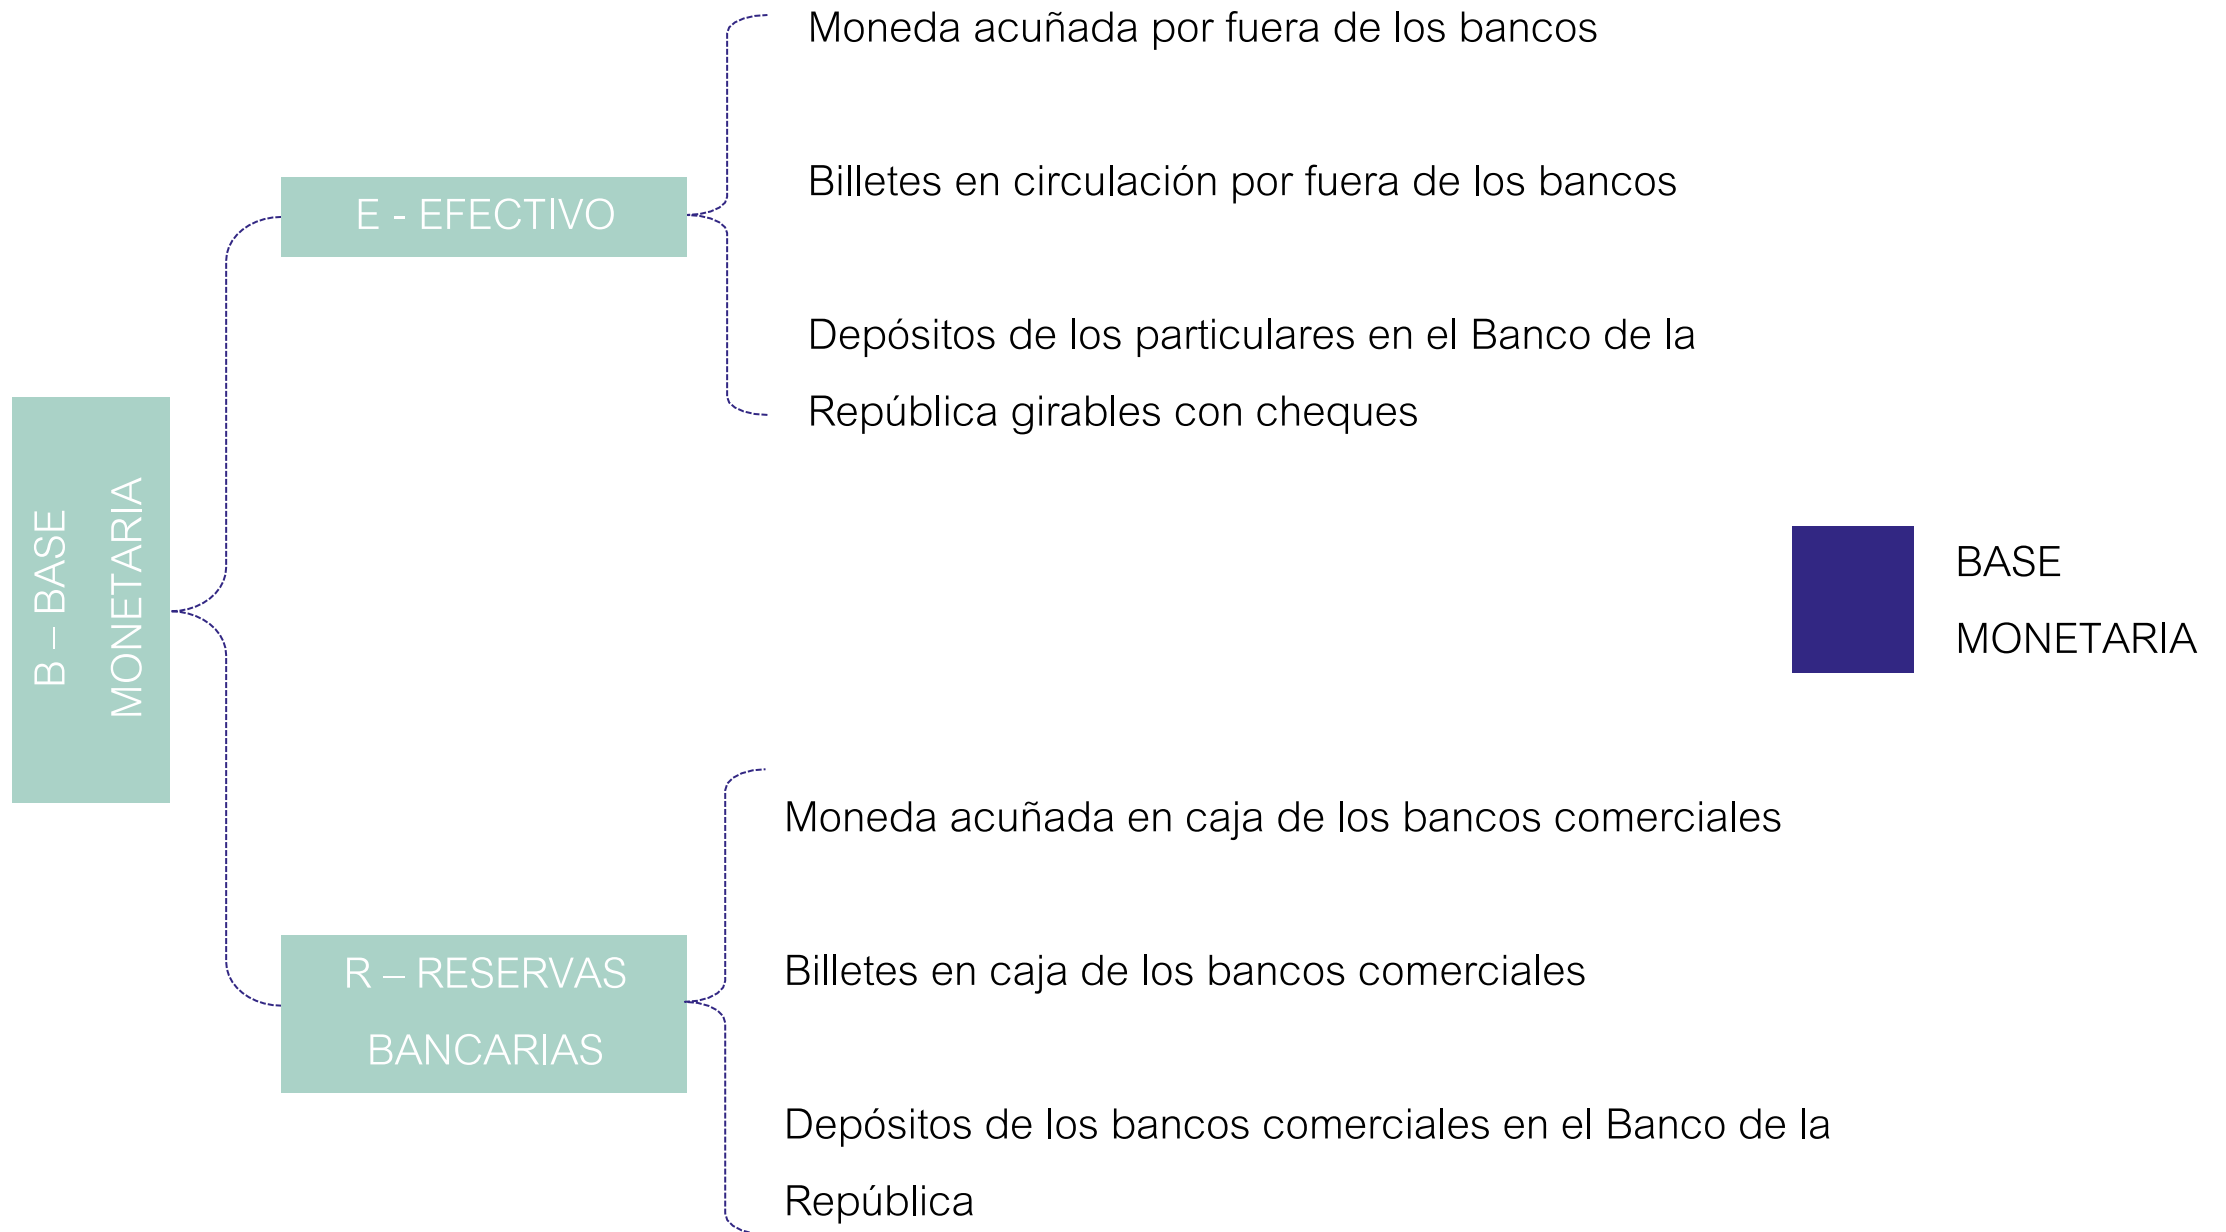 B – BASE
MONETARIA
E - EFECTIVO
Moneda acuñada por fuera de los bancos
Billetes en circulación por fuera de los bancos
Depósitos de los particulares en el Banco de la
República girables con cheques
R – RESERVAS
BANCARIAS
Moneda acuñada en caja de los bancos comerciales
Billetes en caja de los bancos comerciales
Depósitos de los bancos comerciales en el Banco de la
República
BASE
MONETARIA